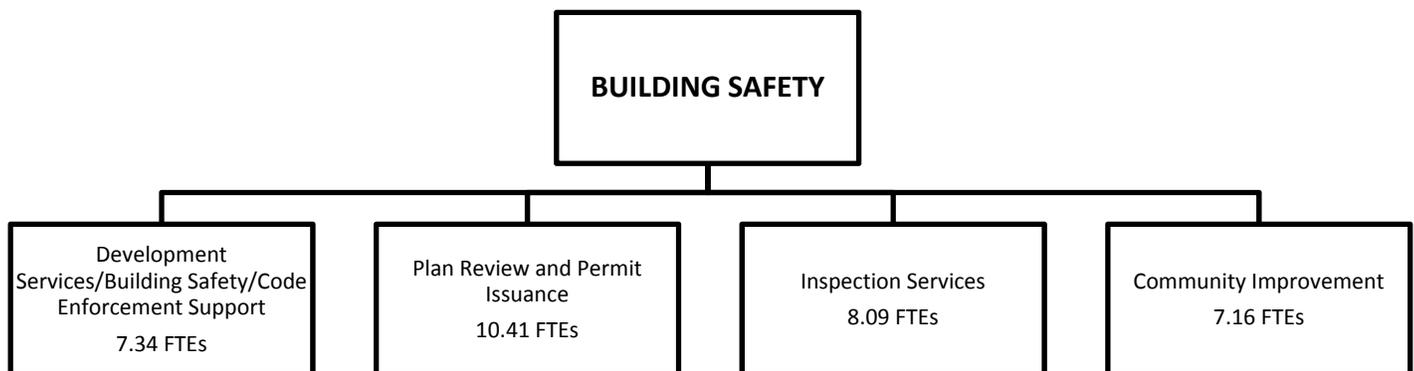 BUILDING SAFETY
Development
Services/Building Safety/Code
Enforcement Support
7.34 FTEs
Plan Review and Permit
Issuance
10.41 FTEs
Inspection Services
8.09 FTEs
Community Improvement
7.16 FTEs